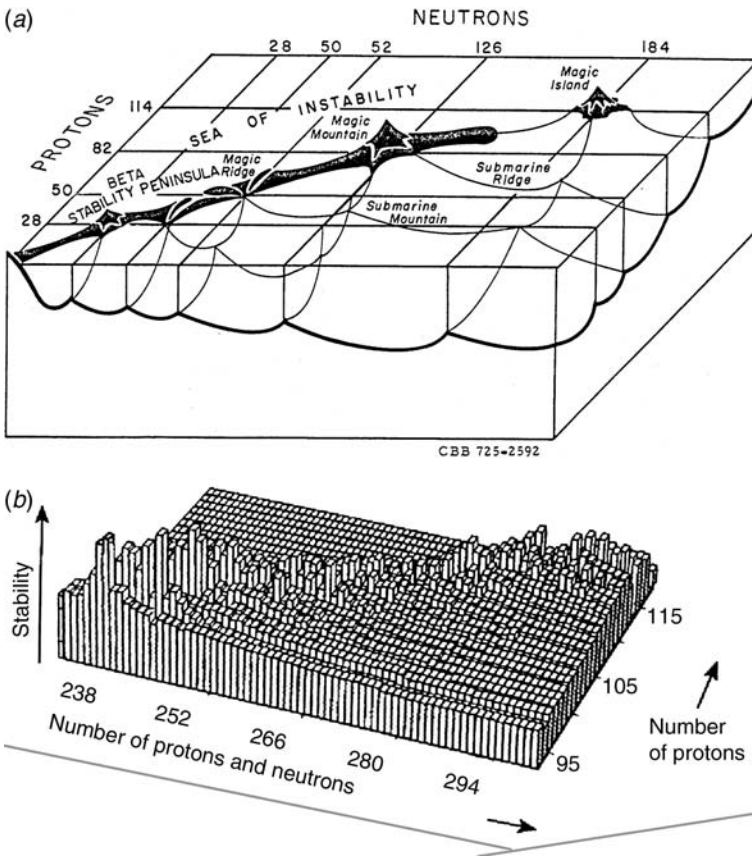 (a)
NEUTRONS
28 50 52 126 184
PROTONS
114
82
50
28
SEA OF INSTABILITY
Magic
Island
Magic
Mountain
BETA
STABILITY PENINSULA
Magic
Ridge
Submarine
Ridge
Submarine
Mountain
CBB 725-2592
(b)
Stability
238
252
266
280
294
Number of protons and neutrons
95
105
115
Number
of protons